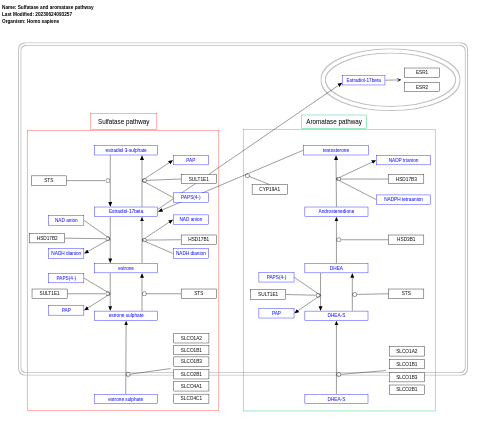 Name: Sulfatase and aromatase pathway
Last Modified: 20230624093257
Organism: Homo sapiens
ESR1
Estradiol-17beta
ESR2
Sulfatase pathway
Aromatase pathway
estradiol 3-sulphate
testosterone
PAP
NADP trianion
STS
SULT1E1
HSD17B3
CYP19A1
PAPS(4-)
NADPH tetraanion
Estradiol-17beta
Androstenedione
NAD anion
NAD anion
HSD17B2
HSD17B1
HSD3B1
NADH dianion
NADH dianion
estrone
DHEA
PAPS(4-)
PAPS(4-)
SULT1E1
STS
SULT1E1
STS
PAP
PAP
estrone sulphate
DHEA-S
SLCO1A2
SLCO1B1
SLCO1B3
SLCO2B1
SLCO4A1
SLCO4C1
SLCO1A2
SLCO1B1
SLCO1B3
SLCO2B1
estrone sulphate
DHEA-S